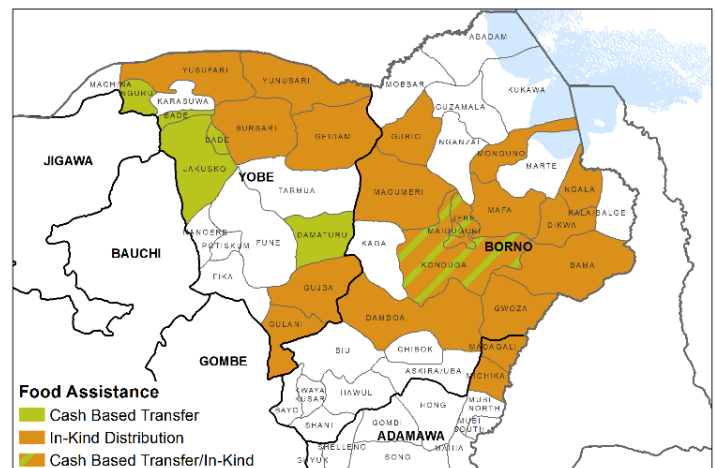 ABADAM
YUSUFARI
YUNUSARI
MACHINA
NGURU
KARASUWA
MOBBAR
KUKAWA
GUZAMALA
BADE
BURSARI
GEIDAM
GUBIO
NGANZAI
MONGUNO
MARTE
JIGAWA
BADE
JAKUSKO
YOBE
TARMUA
MAGUMERI
NGALA
MAFA
JERE
KALA/BALGE
DIKWA
NANGERE
POTISKUM
FUNE
DAMATURU
KAGA
MAIDUGURI
BORNO
BAUCHI
KONDUGA
BAMA
FIKA
GUJBA
GWOZA
GULANI
DAMBOA
MADAGALI
BIU
CHIBOK
GOMBE
ASKIRA/UBA
MICHIKA
Food Assistance
KWAYA
KUSAR
HAWUL
HONG
MUBI
NORTH
BAYO
Cash Based Transfer
SHANI
GOMBI
MUBI
SOUTH
In-Kind Distribution
ADAMAWA
SHELLENG
MAIHA
Cash Based Transfer/In-Kind
SONG